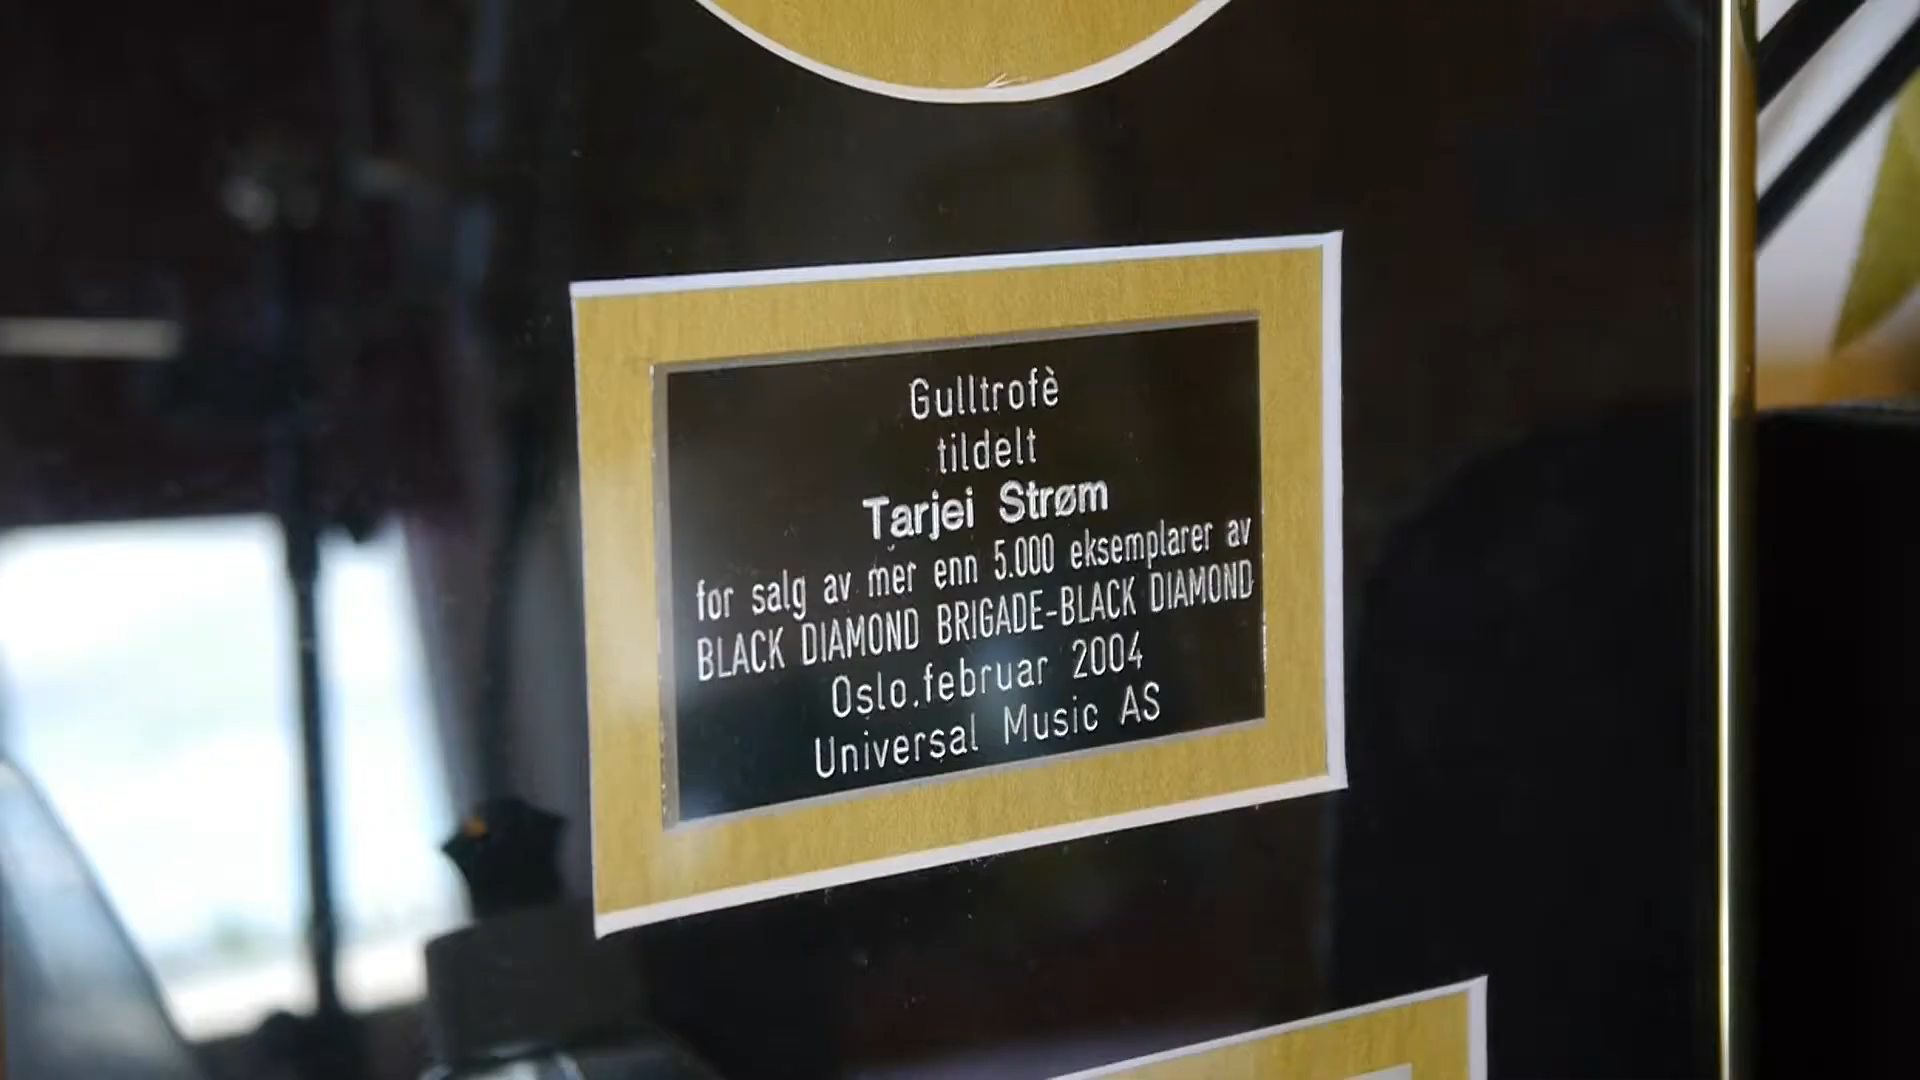 Gulltrofè
tildelt
Tarjei Strøm
for salg av mer enn 5.000 eksemplarer av
BLACK DIAMOND BRIGADE-BLACK DIAMOND
Oslo.februar 2004
Universal Music AS